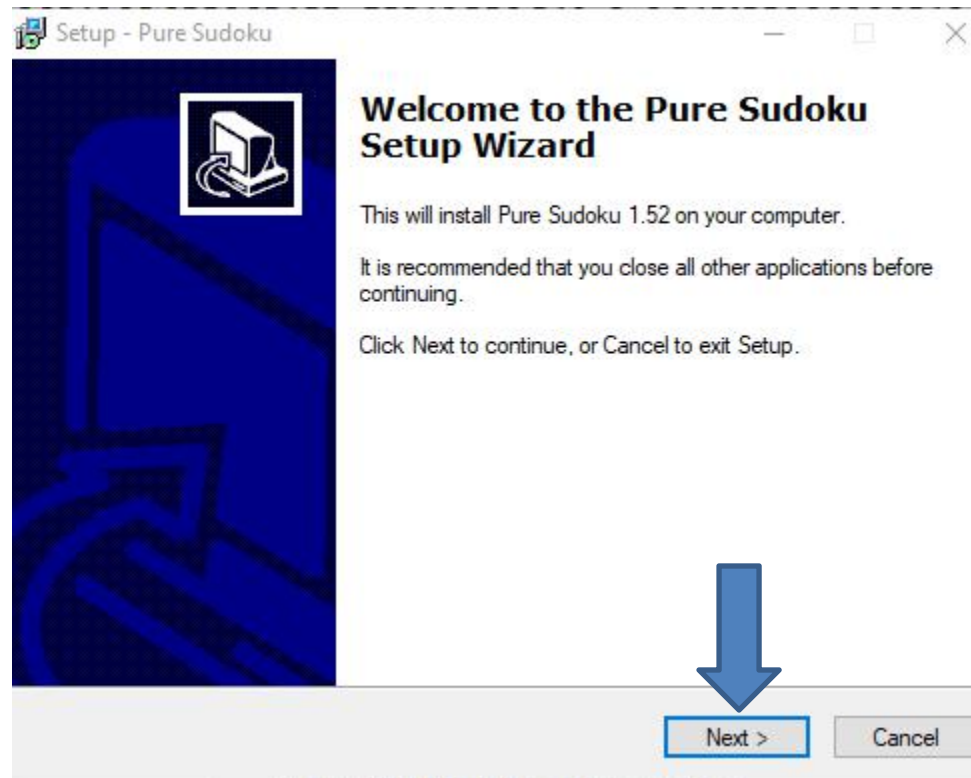 Setup - Pure Sudoku
Welcome to the Pure Sudoku
Setup Wizard
This will install Pure Sudoku 1.52 on your computer.
It is recommended that you close all other applications before
continuing.
Click Next to continue, or Cancel to exit Setup.
Next >
Cancel